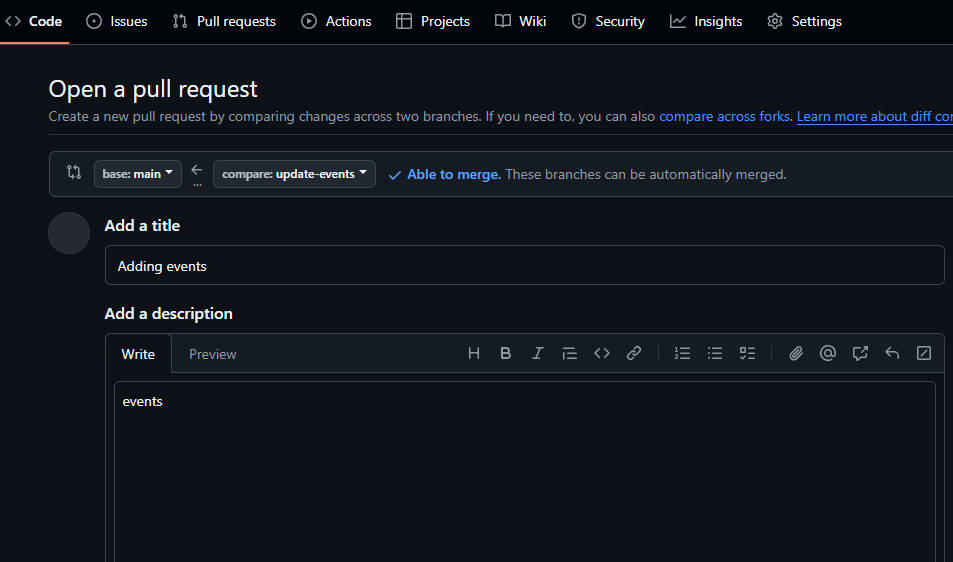 Code Issues Pull requests Actions Projects Wiki Security Insights Settings
Open a pull request
Create a new pull request by comparing changes across two branches. If you need to, you can also compare across forks. Learn more about diff
base: main compare: update-events Able to merge. These branches can be automatically merged.
Add a title
Adding events
Add a description
Write Preview
events